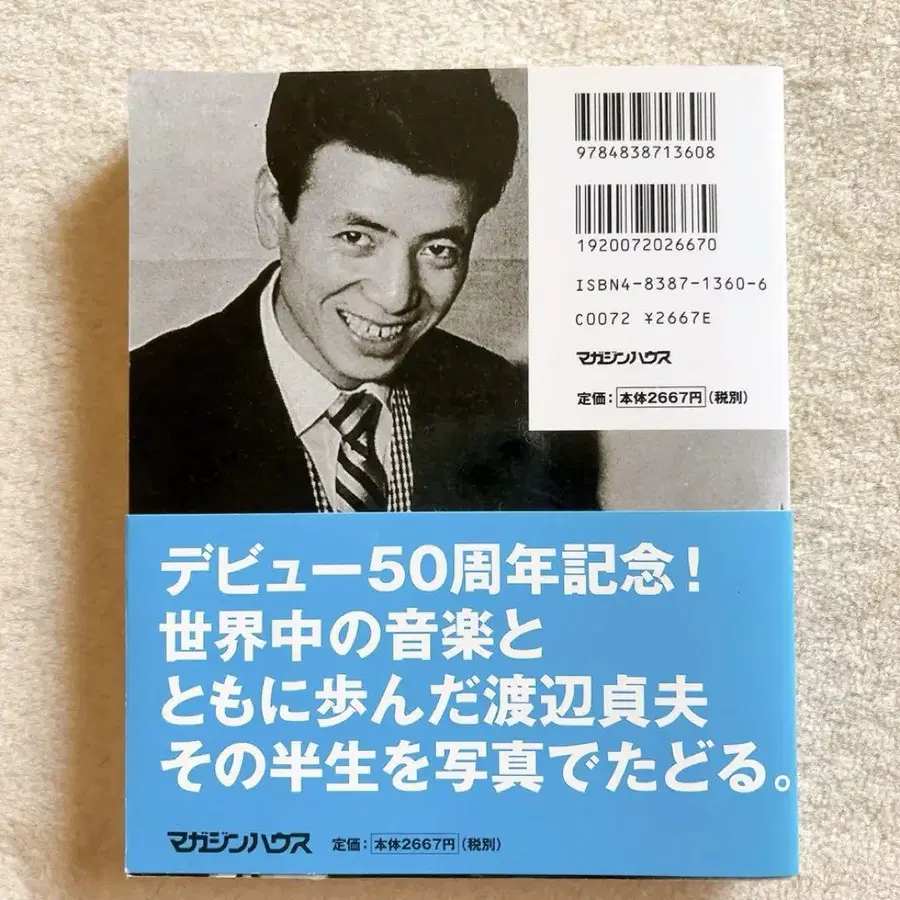 9784838713608
1920072026670
ISBN4-8387-1360-6
C0072 ¥2667E
マガジンハウス
定価：本体2667円（税別）
デビュー50周年記念！
世界中の音楽と
ともに歩んだ渡辺貞夫
その半生を写真でたどる。
マガジンハウス 定価：本体2667円（税別）